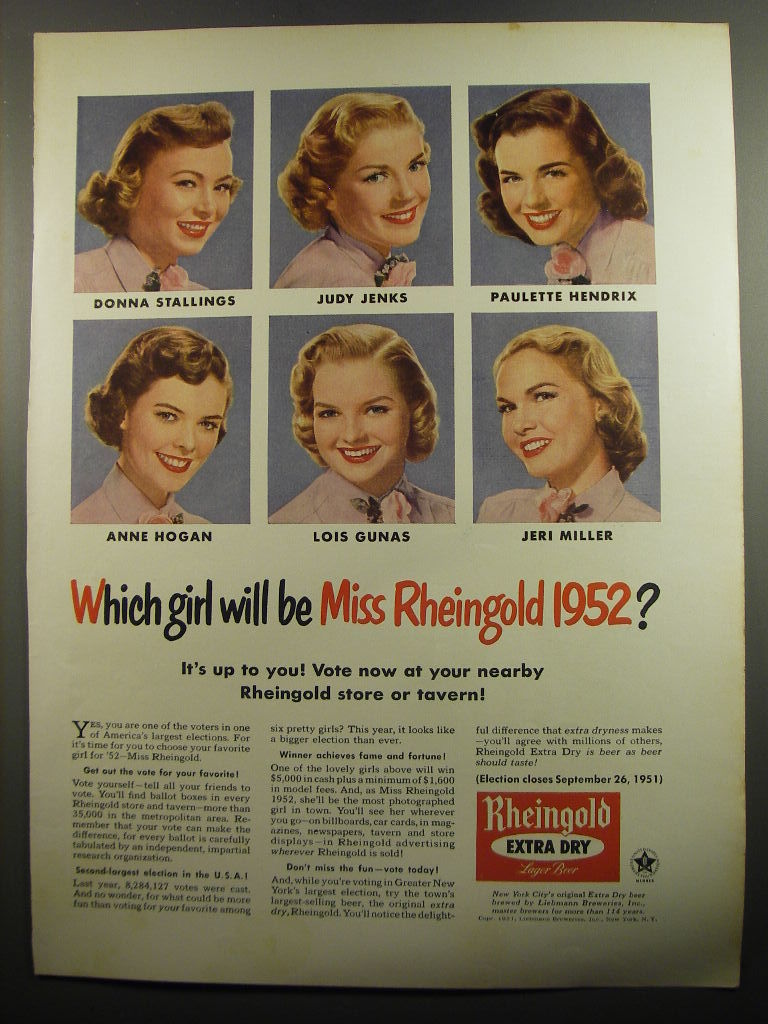 DONNA STALLINGS
JUDY JENKS
PAULETTE HENDRIX
ANNE HOGAN
LOIS GUNAS
JERI MILLER
Which girl will be Miss Rheingold 1952?
It's up to you! Vote now at your nearby
Rheingold store or tavern!
YES, you are one of the voters in one
of America's largest elections. For
it's time for you to choose your favorite
girl for '52—Miss Rheingold.
Get out the vote for your favorite!
Vote yourself—tell all your friends to
vote. You'll find ballot boxes in every
Rheingold store and tavern—more than
35,000 in the metropolitan area. Re-
member that your vote can make the
difference, for every ballot is carefully
tabulated by an independent, impartial
research organization.
Second-largest election in the U.S.A.!
Last year, 8,284,127 votes were cast.
And no wonder, for what could be more
fun than voting for your favorite among
six pretty girls? This year, it looks like
a bigger election than ever.
Winner achieves fame and fortune!
One of the lovely girls above will win
$5,000 in cash plus a minimum of $1,600
in model fees. And, as Miss Rheingold
1952, she'll be the most photographed
girl in town. You'll see her wherever
you go—on billboards, car cards, in mag-
azines, newspapers, tavern and store
displays—in Rheingold advertising
wherever Rheingold is sold!
Don't miss the fun—vote today!
And, while you're voting in Greater New
York's largest election, try the town's
largest-selling beer, the original extra
dry, Rheingold. You'll notice the delight-
ful difference that extra dryness makes
—you'll agree with millions of others,
Rheingold Extra Dry is beer as beer
should taste!
(Election closes September 26, 1951)
Rheingold
EXTRA DRY
Lager Beer
MEMBER
New York City's original Extra Dry beer
brewed by Liebmann Breweries, Inc.,
master brewers for more than 114 years.
Copr. 1951, Liebmann Breweries, Inc., New York, N. Y.